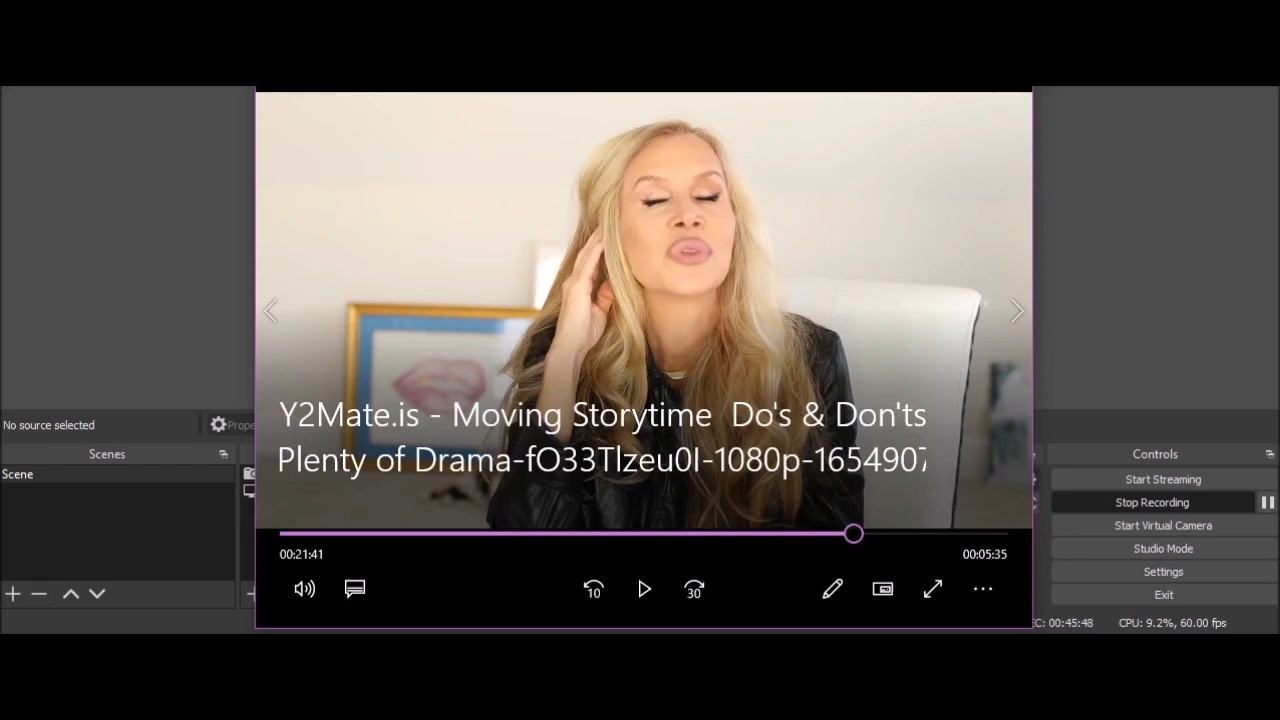 Y2Mate.is - Moving Storytime Do's & Don'ts
Plenty of Drama-fO33Tlzeu0I-1080p-165490
No source selected
Scenes
Scene
00:21:41
00:05:35
10
30
Controls
Start Streaming
Stop Recording
Start Virtual Camera
Studio Mode
Settings
Exit
00:45:48
CPU: 9.2%, 60.00 fps